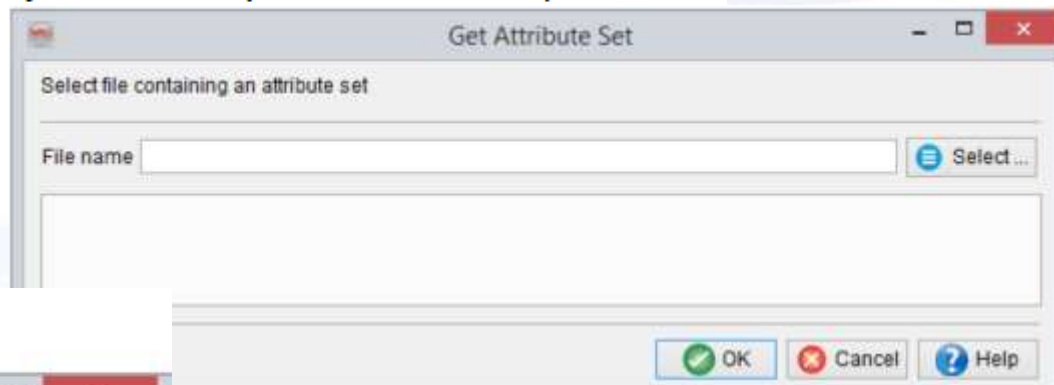 Get Attribute Set
Select file containing an attribute set
File name
Select ...
OK Cancel Help